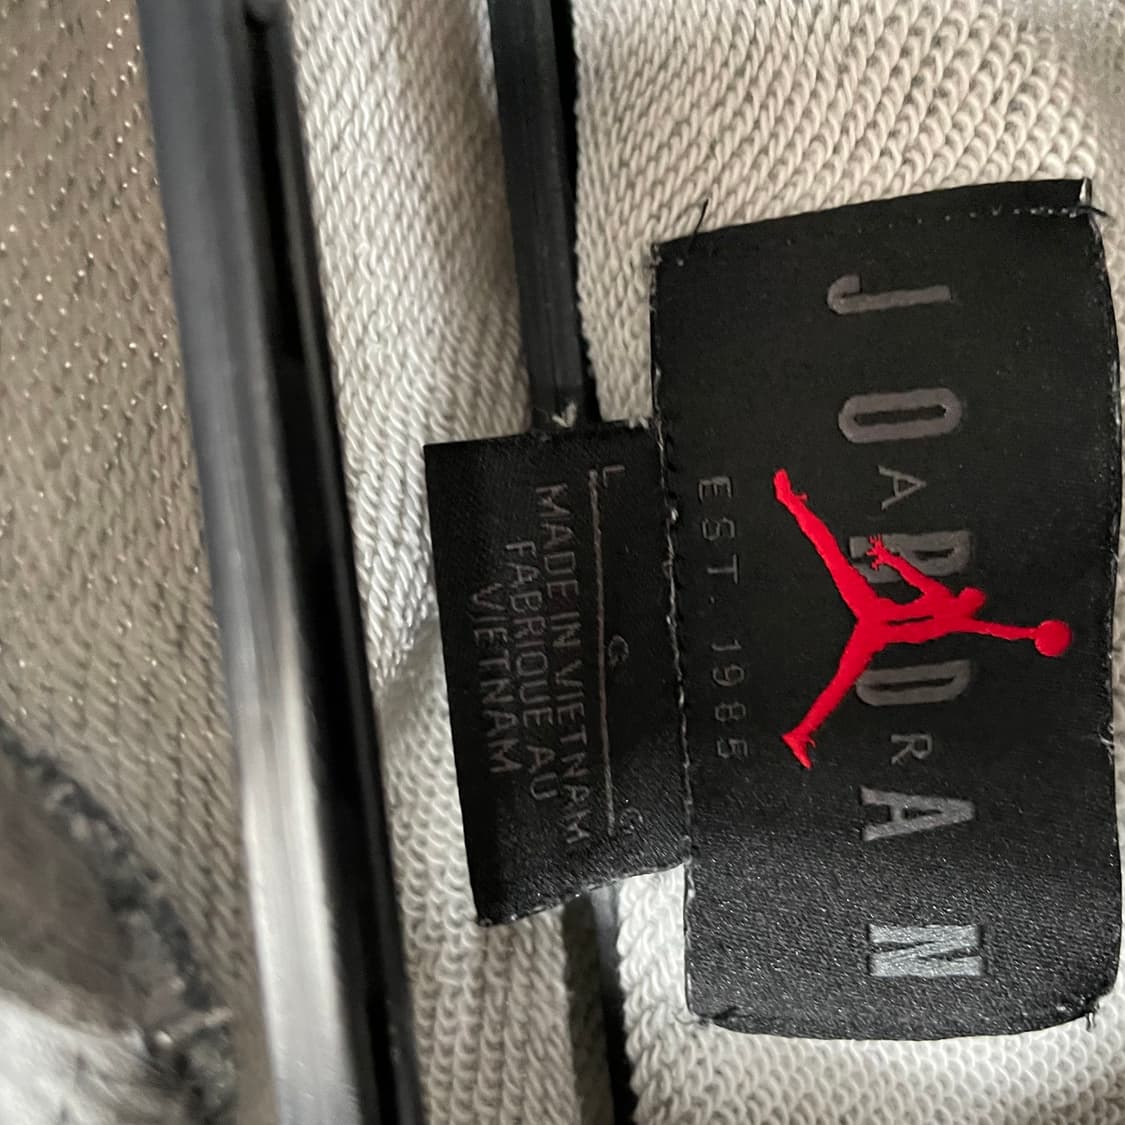 JORDAN
A R
EST. 1985
L G G
MADE IN VIETNAM
FABRIQUE AU
VIETNAM